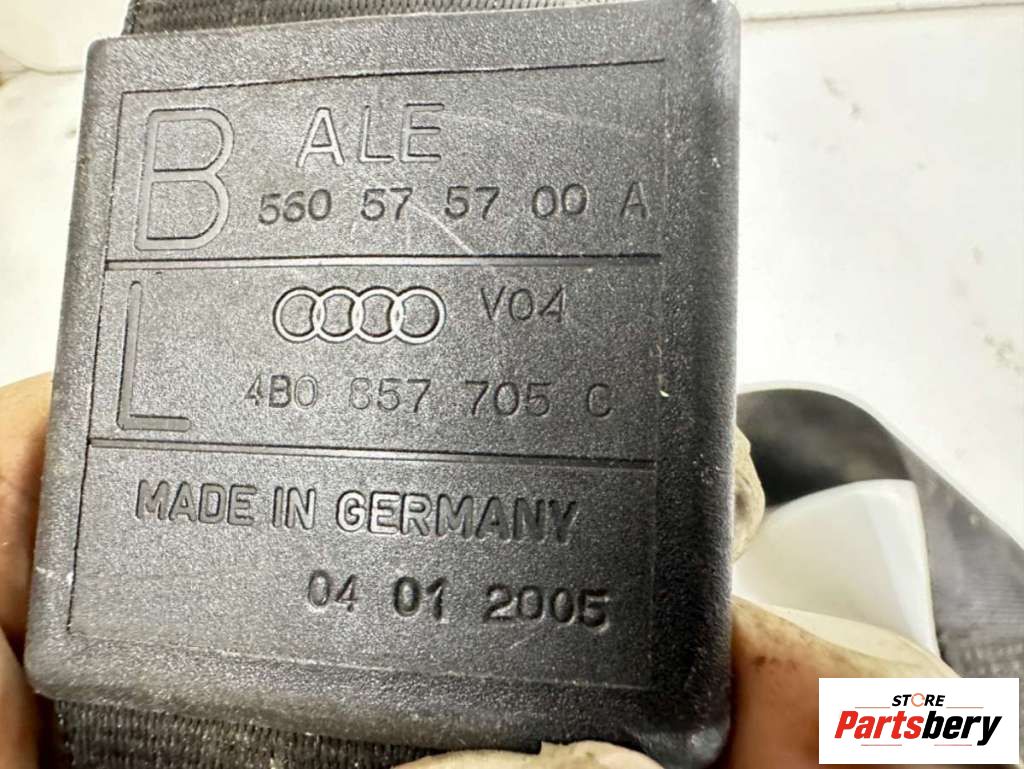 B ALE
560 57 57 00 A
L V04
4B0 857 705 C
MADE IN GERMANY
04 01 2005
STORE
Partsbery